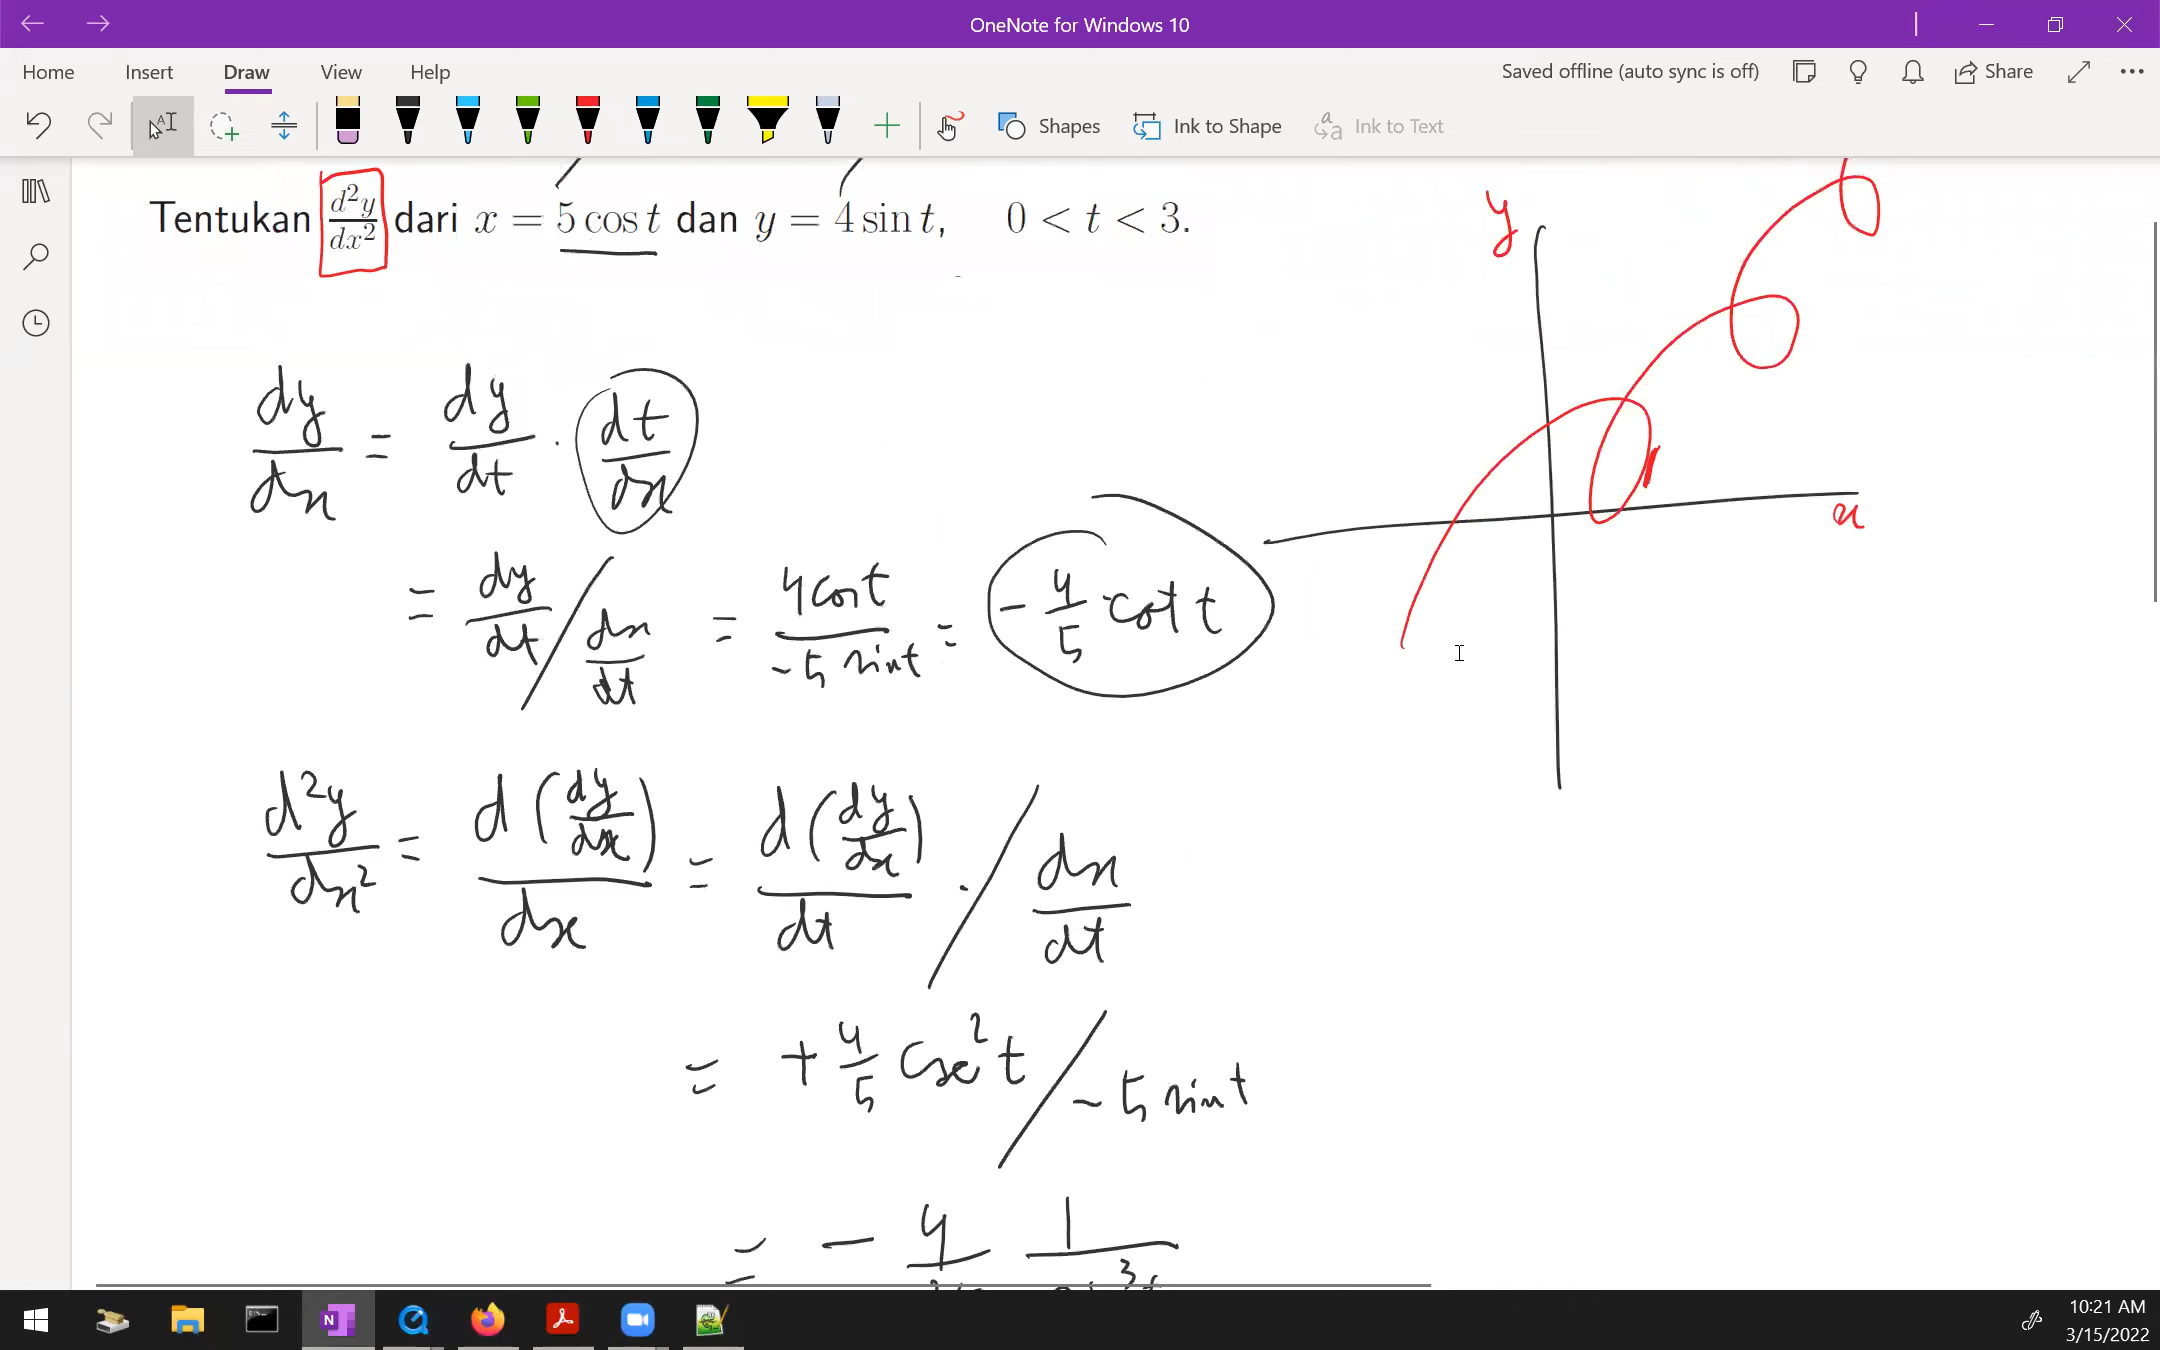 OneNote for Windows 10
Home Insert Draw View Help
Saved offline (auto sync is off) Share
Shapes Ink to Shape Ink to Text
Tentukan d²y/dx² dari x = 5 cos t dan y = 4 sin t, 0 < t < 3.
y
x
dy/dx = dy/dt · dt/dx
= dy/dt / dx/dt = 4 cos t / -5 sin t = - 4/5 cot t
d²y/dx² = d(dy/dx)/dx = d(dy/dx)/dt · / dx/dt
= + 4/5 csc² t / -5 sin t
= - 4 1
10:21 AM
3/15/2022